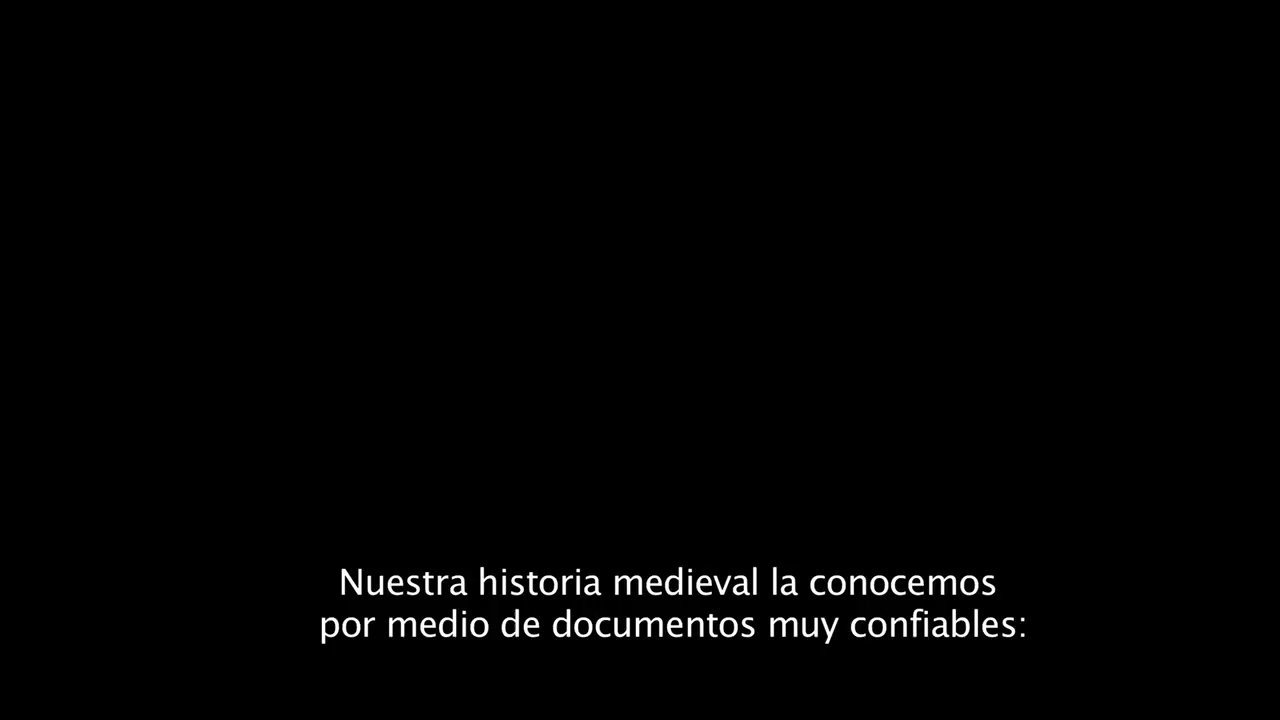 Nuestra historia medieval la conocemos
por medio de documentos muy confiables: